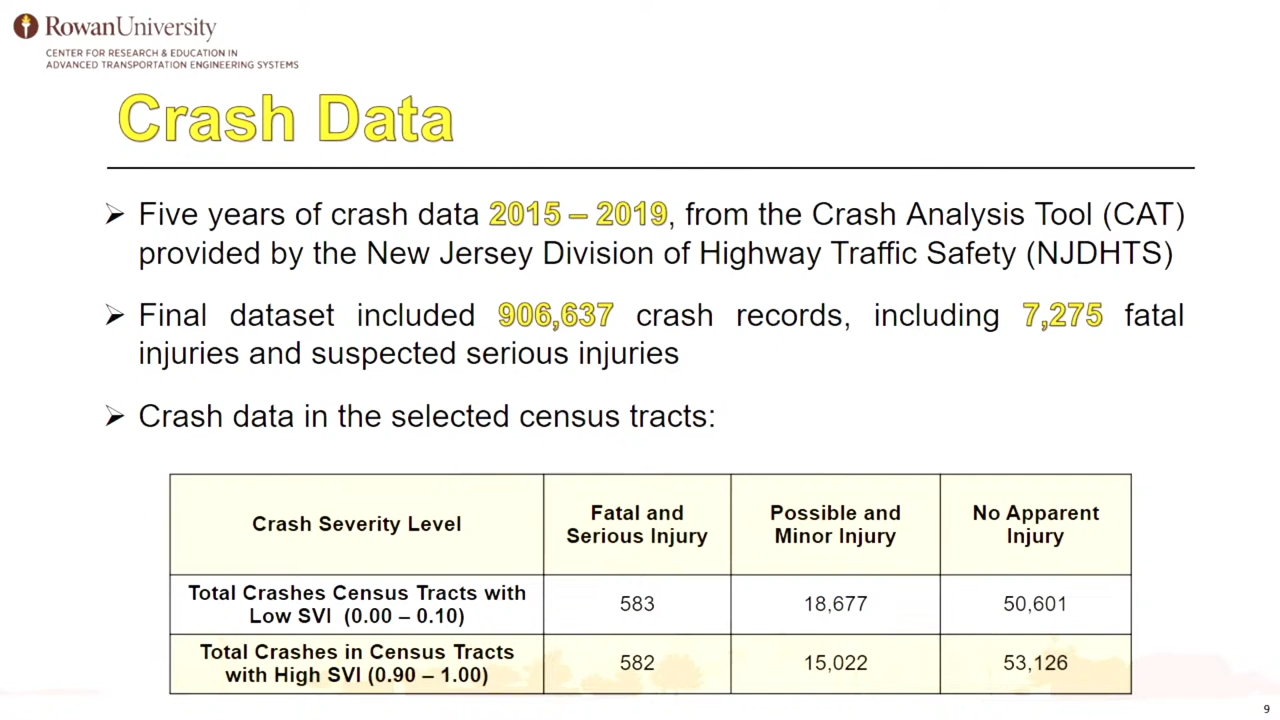 RowanUniversity
CENTER FOR RESEARCH & EDUCATION IN
ADVANCED TRANSPORTATION ENGINEERING SYSTEMS
Crash Data
➢ Five years of crash data 2015 – 2019, from the Crash Analysis Tool (CAT)
provided by the New Jersey Division of Highway Traffic Safety (NJDHTS)
➢ Final dataset included 906,637 crash records, including 7,275 fatal
injuries and suspected serious injuries
➢ Crash data in the selected census tracts:
Crash Severity Level
Fatal and
Serious Injury
Possible and
Minor Injury
No Apparent
Injury
Total Crashes Census Tracts with
Low SVI (0.00 – 0.10)
583
18,677
50,601
Total Crashes in Census Tracts
with High SVI (0.90 – 1.00)
582
15,022
53,126
9